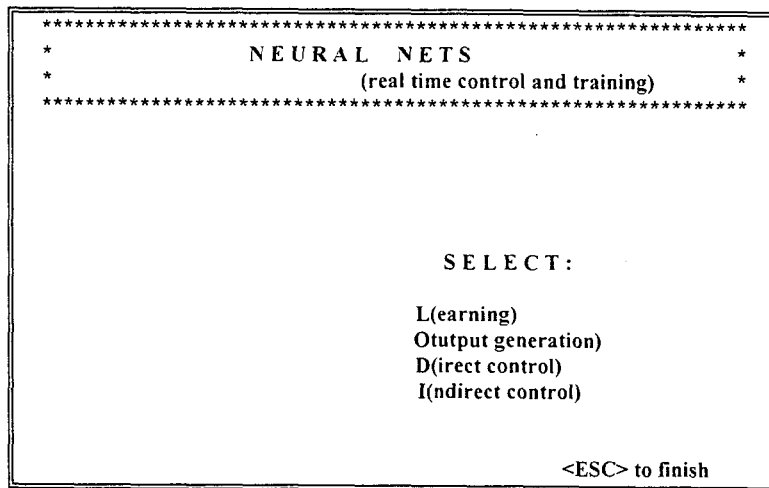 ******************************************************************
* N E U R A L   N E T S *
* (real time control and training) *
******************************************************************
S E L E C T :
L(earning)
Otutput generation)
D(irect control)
I(ndirect control)
<ESC> to finish